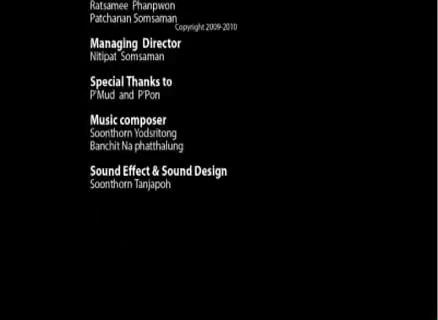 Ratsamee Phanpwon
Patchanan Somsaman
Copyright 2009-2010
Managing Director
Nitipat Somsaman
Special Thanks to
P'Mud and P'Pon
Music composer
Soonthorn Yodsritong
Banchit Na phatthalung
Sound Effect & Sound Design
Soonthorn Tanjapoh